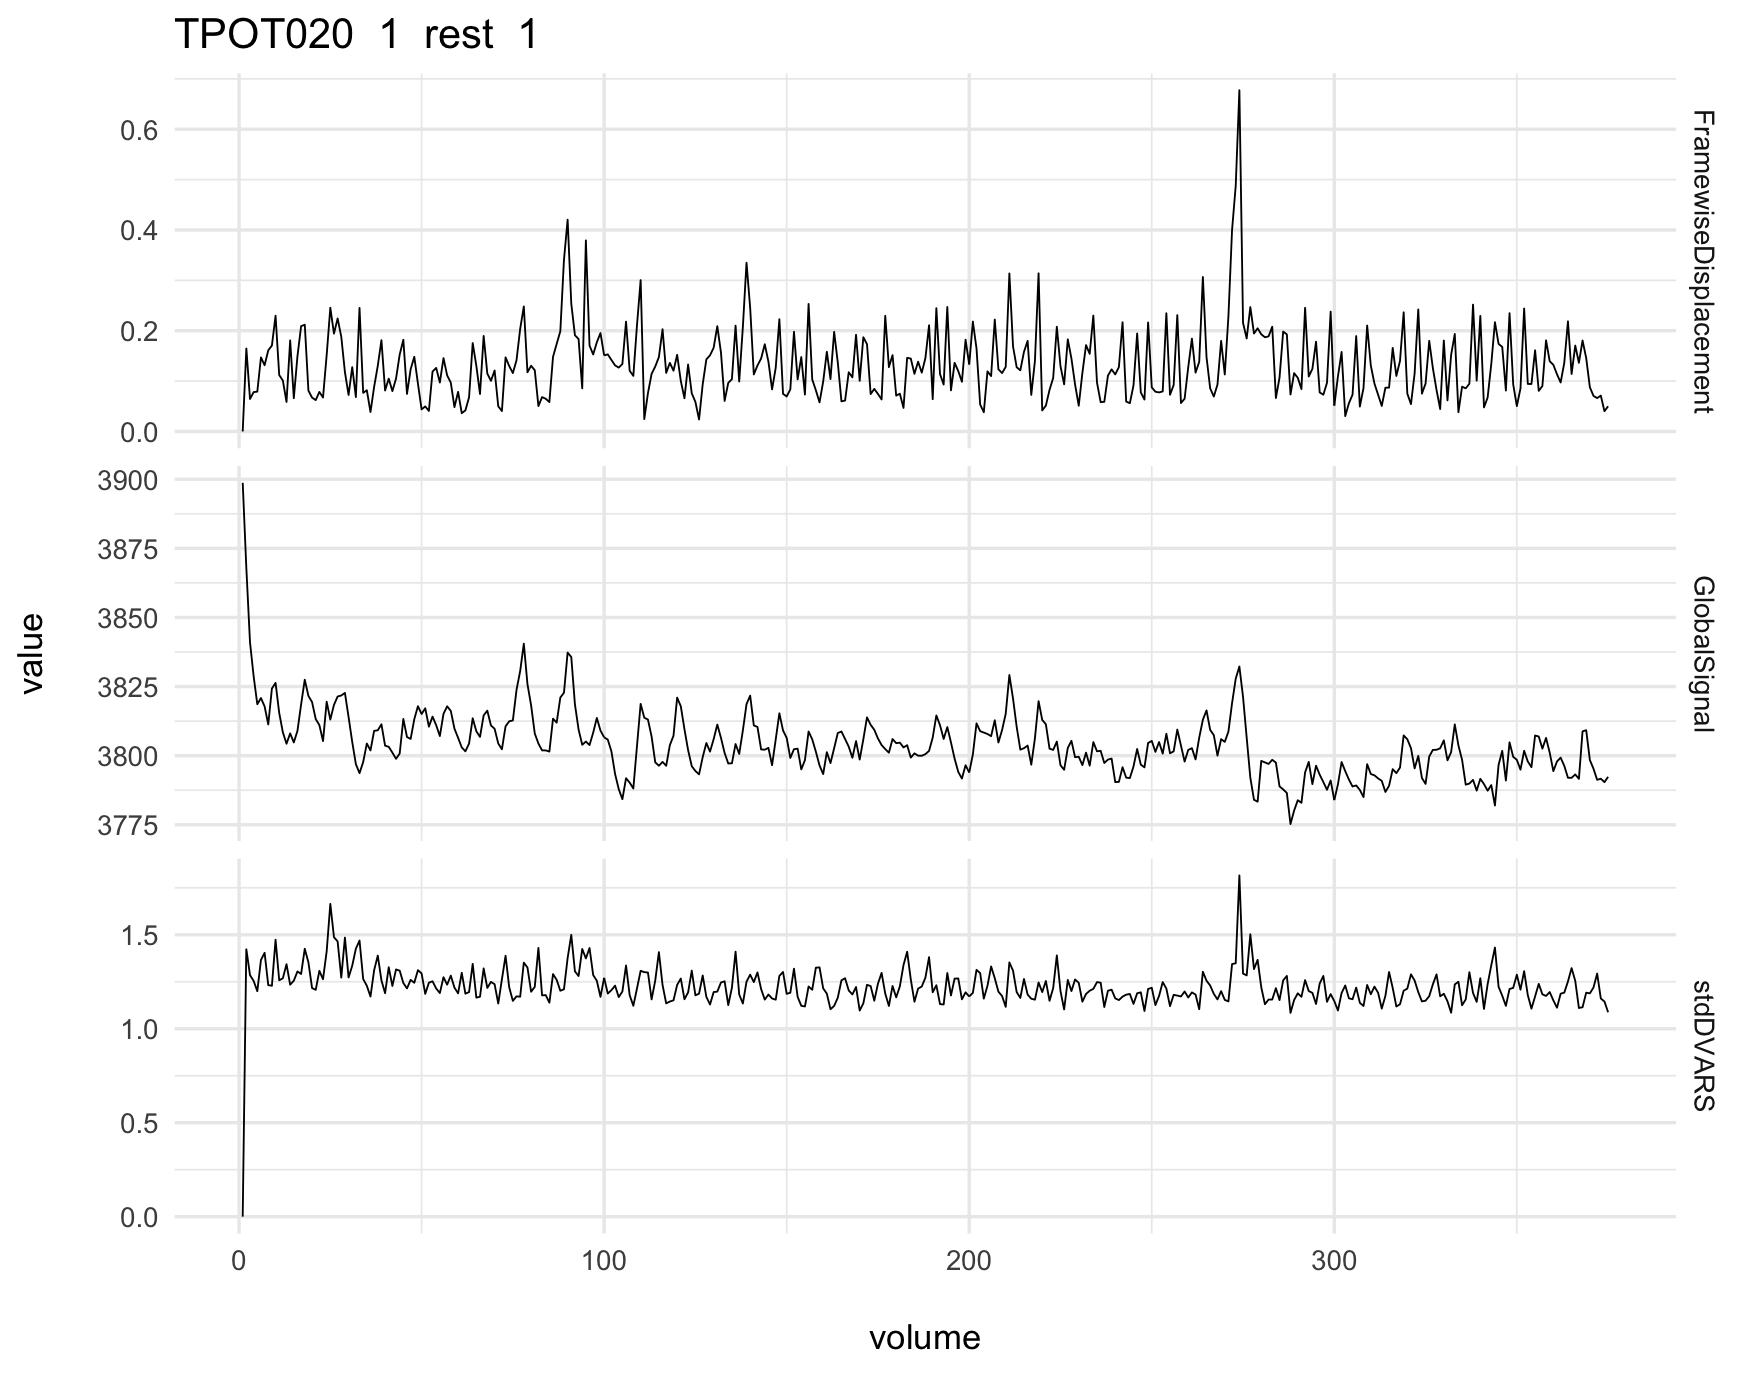 TPOT020 1 rest 1
0.6
0.4
0.2
0.0
FramewiseDisplacement
3900
3875
3850
3825
3800
3775
GlobalSignal
1.5
1.0
0.5
0.0
stdDVARS
value
0 100 200 300
volume